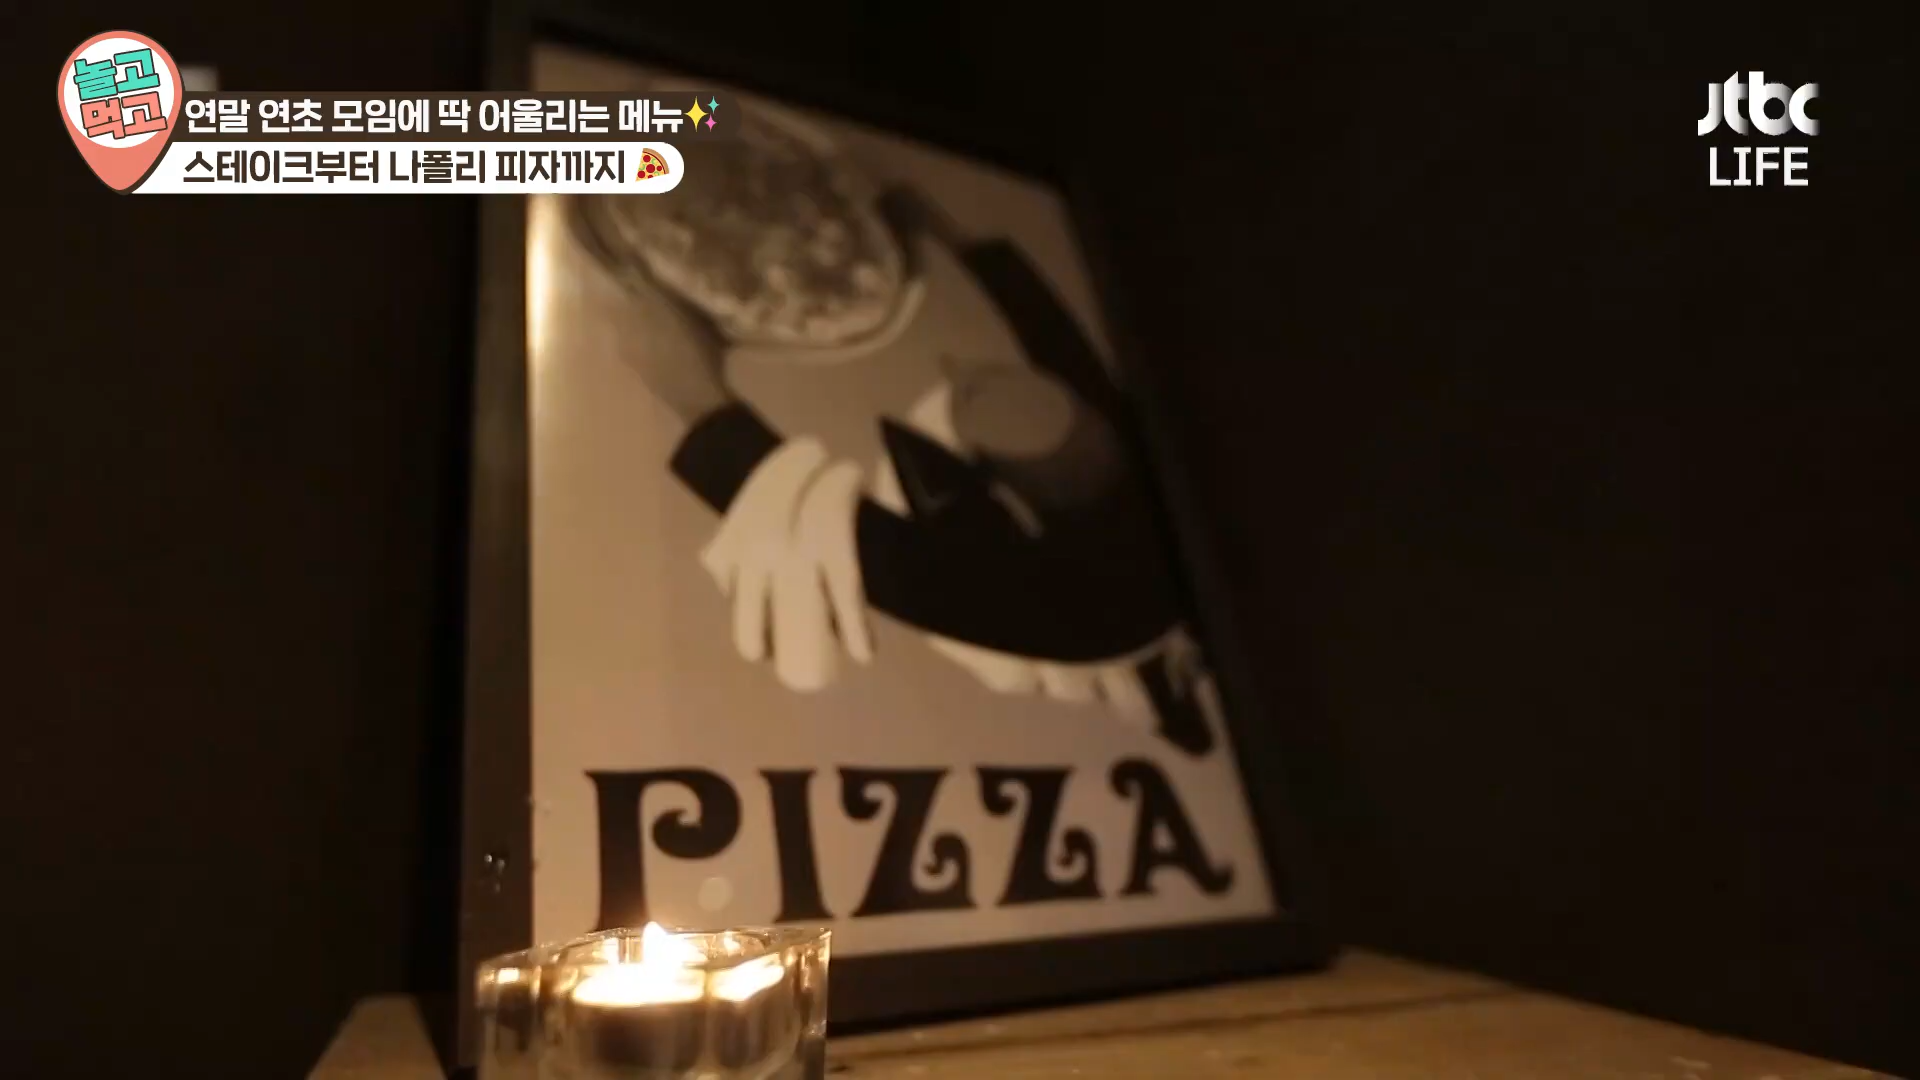 놀고
먹고
연말 연초 모임에 딱 어울리는 메뉴
스테이크부터 나폴리 피자까지
jtbc
LIFE
PIZZA